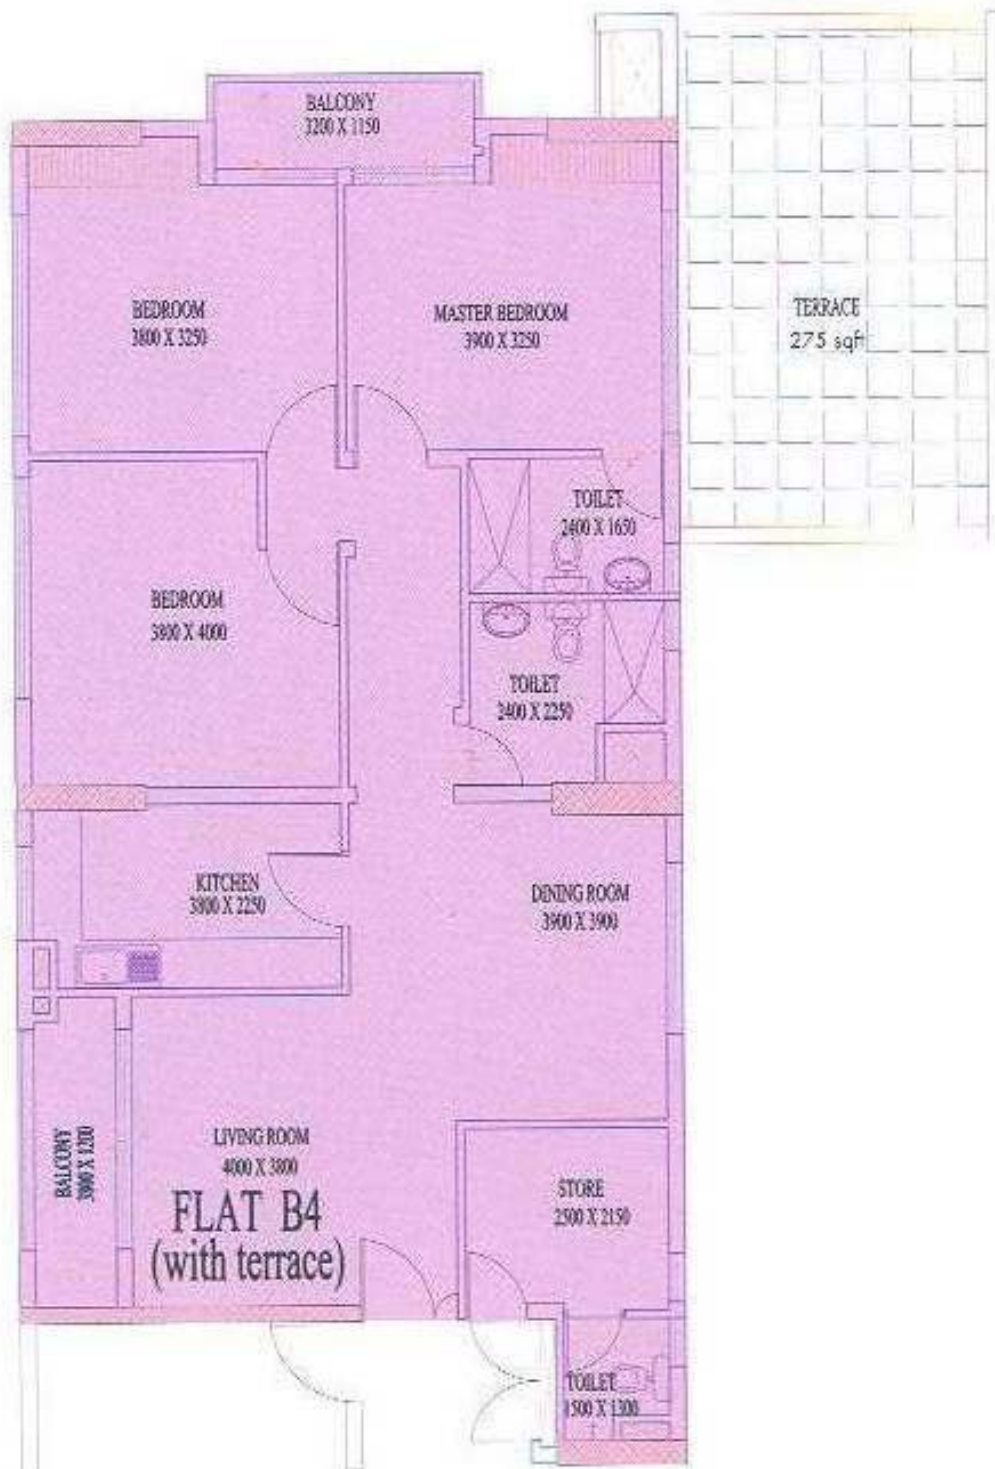 BALCONY
3200 X 1150
BEDROOM
3800 X 3250
MASTER BEDROOM
3900 X 3250
TERRACE
275 sqft
TOILET
2400 X 1650
BEDROOM
3800 X 4000
TOILET
2400 X 2250
KITCHEN
3800 X 2250
DINING ROOM
3900 X 3900
BALCONY
3800 X 1200
LIVING ROOM
4000 X 3800
FLAT B4
(with terrace)
STORE
2500 X 2150
TOILET
1500 X 1300